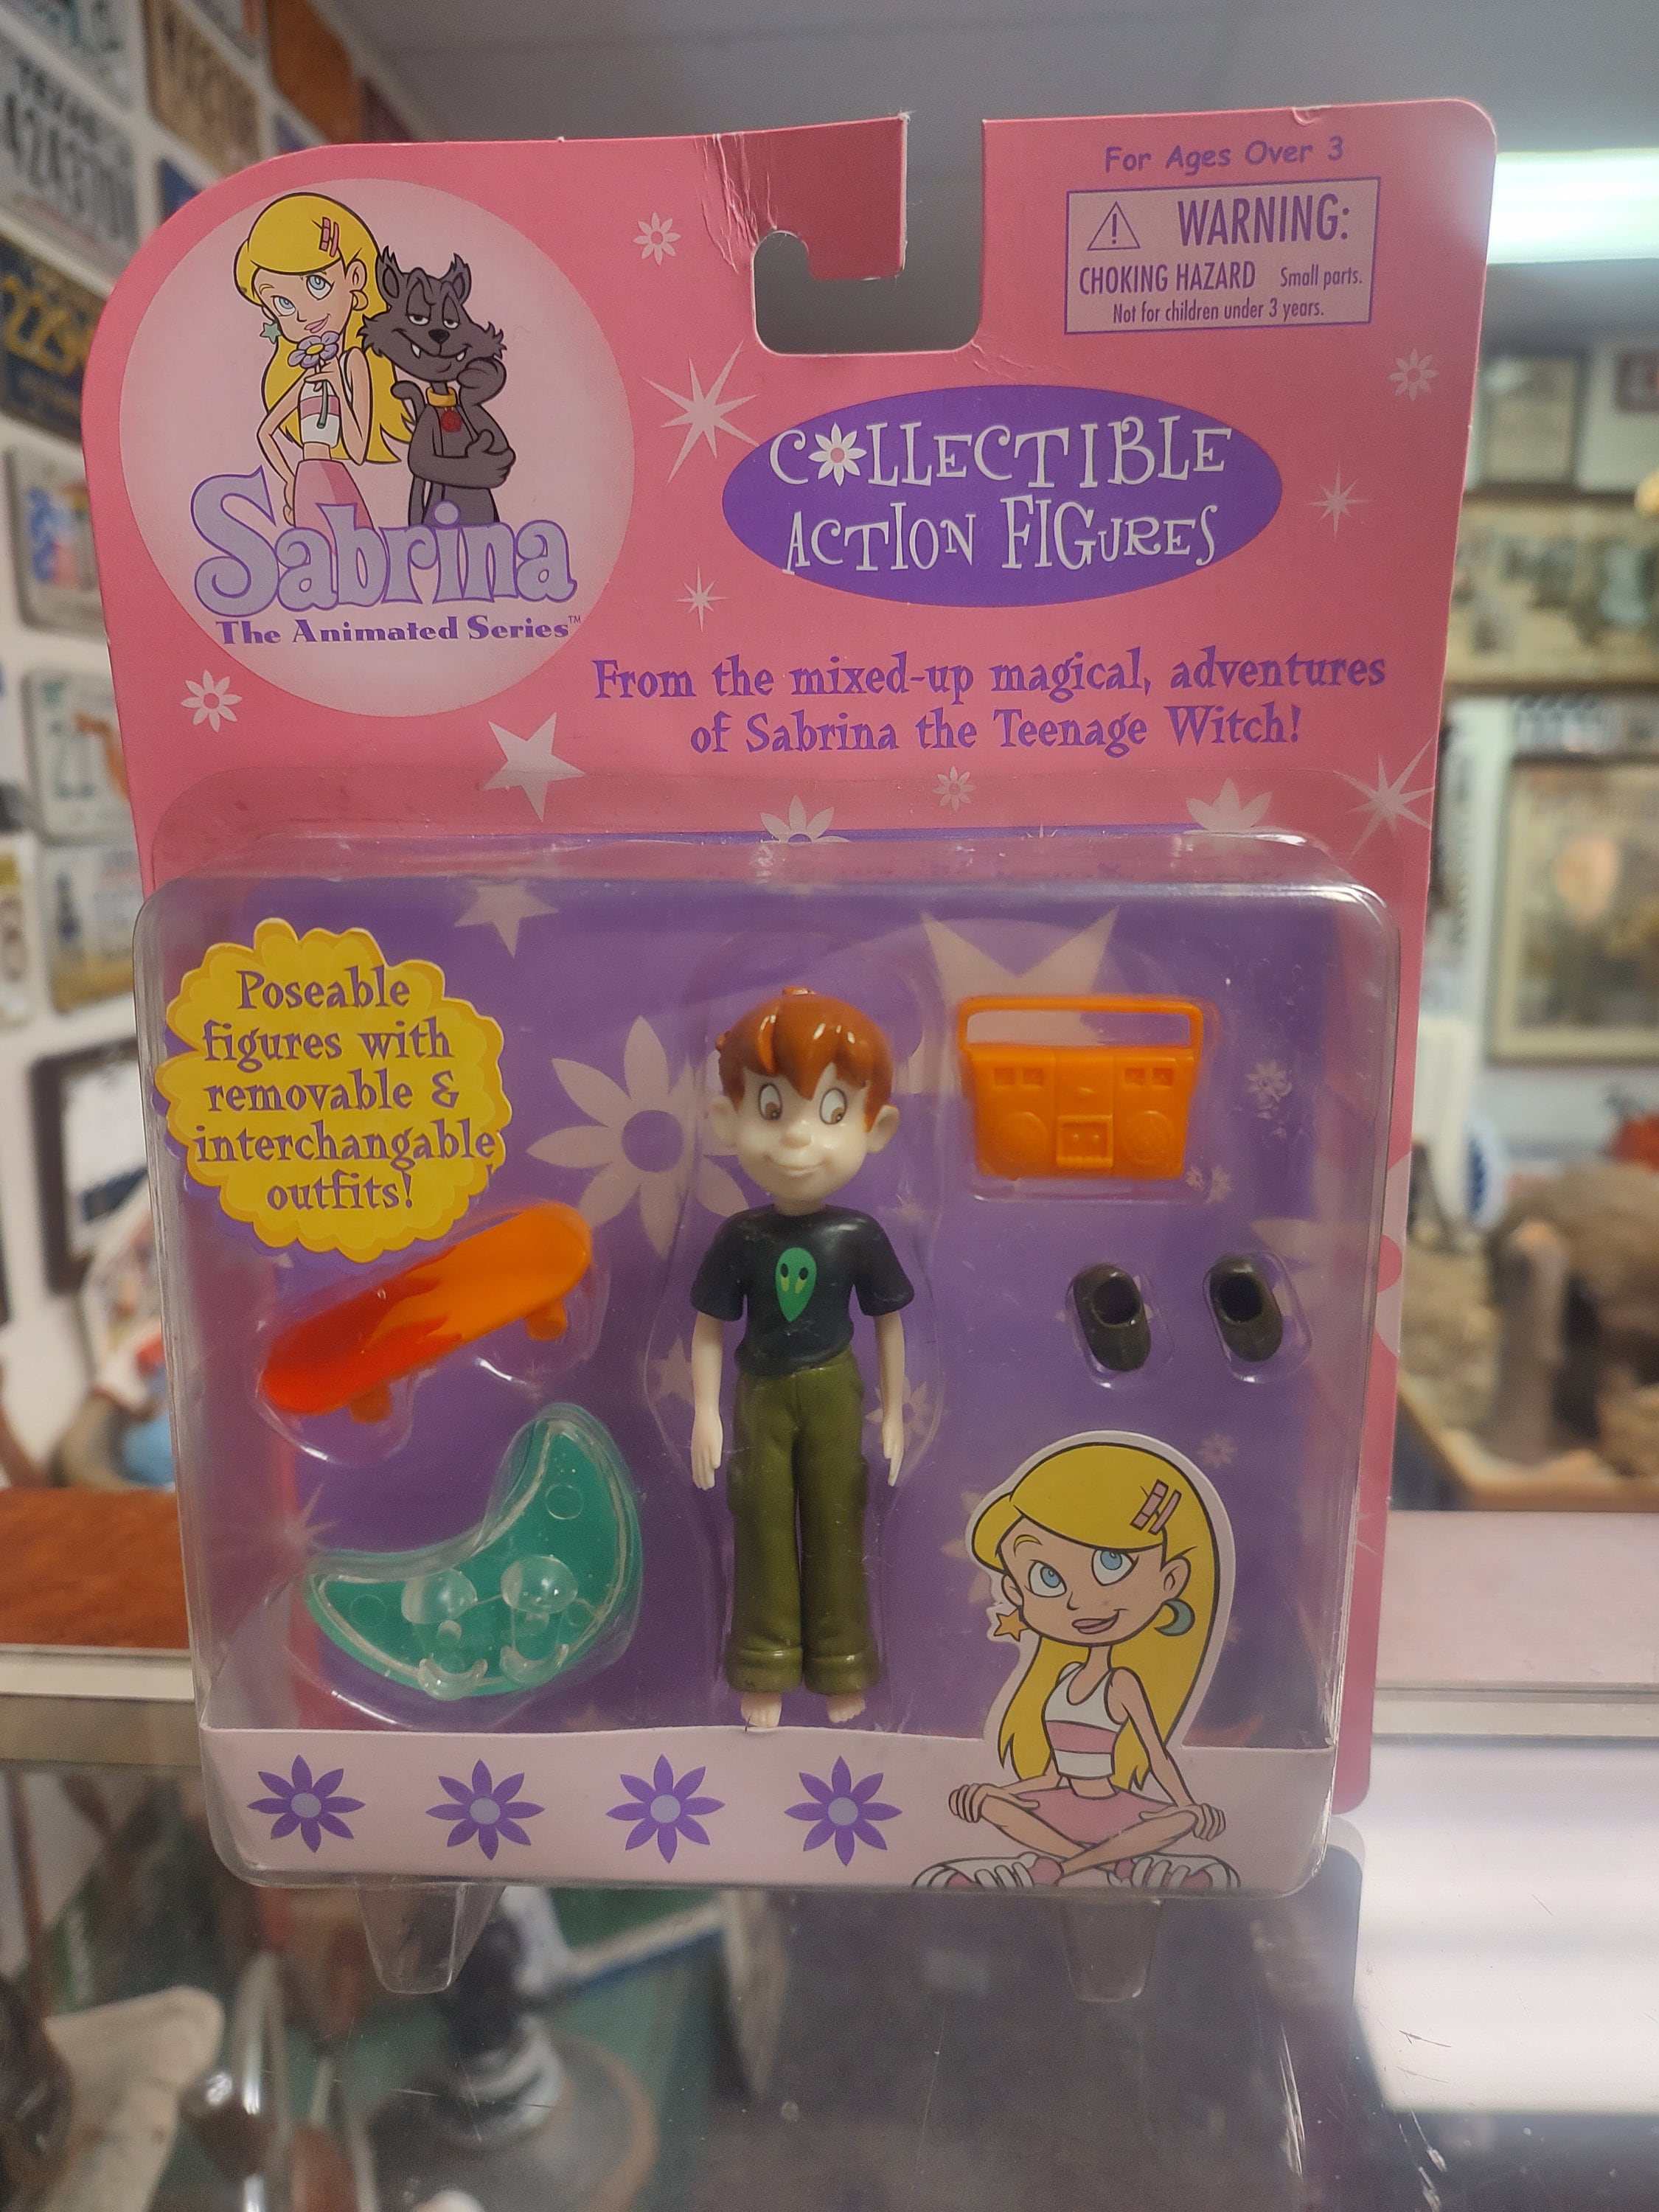 For Ages Over 3
WARNING:
CHOKING HAZARD Small parts.
Not for children under 3 years.
Sabrina
The Animated Series™
COLLECTIBLE
ACTION FIGURES
From the mixed-up magical, adventures
of Sabrina the Teenage Witch!
Poseable
figures with
removable &
interchangable
outfits!